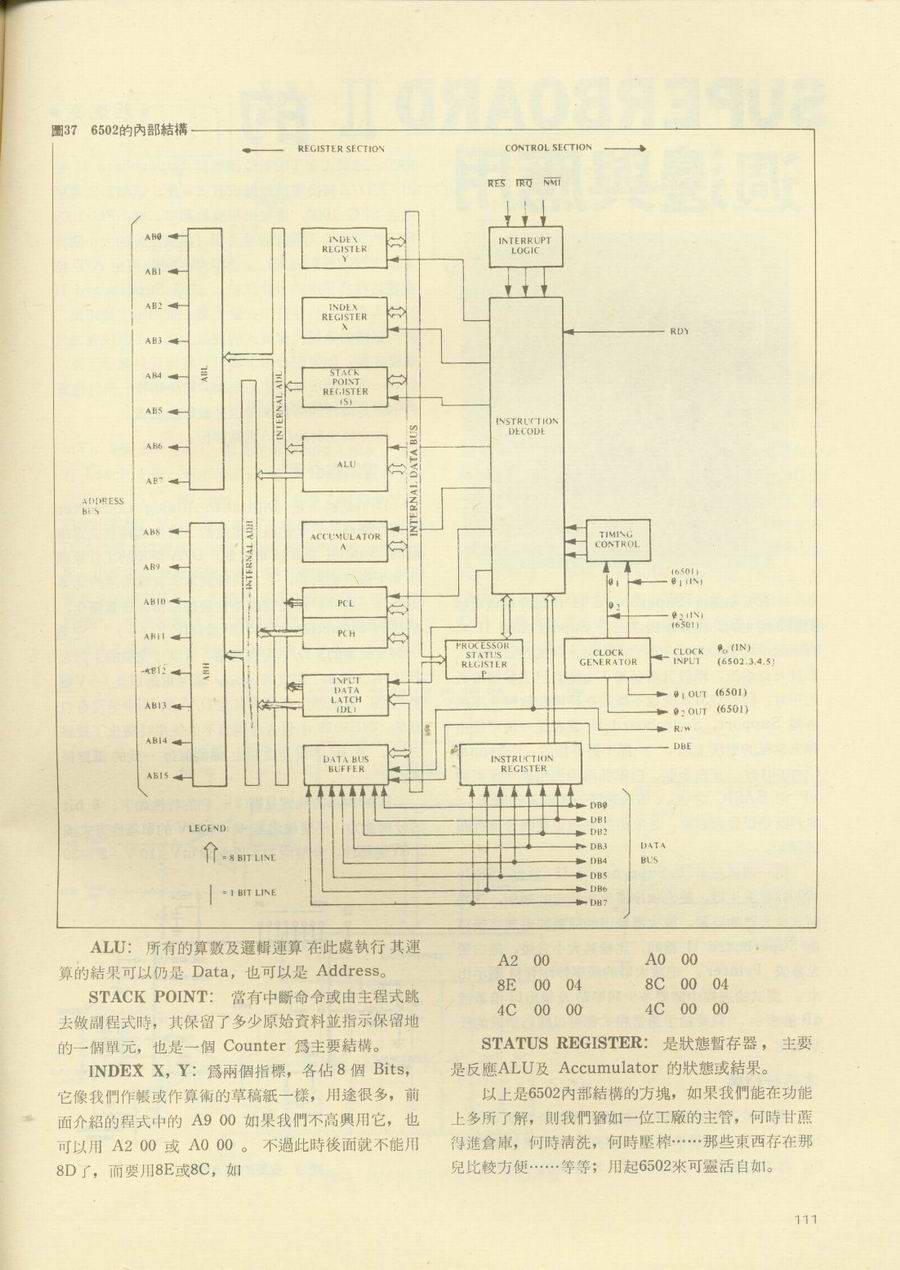 圖37 6502的內部結構
REGISTER SECTION
CONTROL SECTION
RES IRQ NMI
INTERRUPT
LOGIC
INDEX
REGISTER
Y
INDEX
REGISTER
X
STACK
POINT
REGISTER
(S)
ALU
ACCUMULATOR
A
PCL
PCH
INPUT
DATA
LATCH
(DL)
DATA BUS
BUFFER
AB0
AB1
AB2
AB3
AB4
AB5
AB6
AB7
AB8
AB9
AB10
AB11
AB12
AB13
AB14
AB15
ADDRESS
BUS
ABL
ABH
INTERNAL ADL
INTERNAL ADH
INTERNAL DATA BUS
INSTRUCTION
DECODE
RDY
TIMING
CONTROL
(6501)
φ1 (IN)
φ1
φ2
φ2 (IN)
(6501)
PROCESSOR
STATUS
REGISTER
P
CLOCK
GENERATOR
CLOCK
INPUT
φ0 (IN)
(6502,3,4,5)
φ1 OUT (6501)
φ2 OUT (6501)
R/W
DBE
INSTRUCTION
REGISTER
DB0
DB1
DB2
DB3
DB4
DB5
DB6
DB7
DATA
BUS
LEGEND:
= 8 BIT LINE
= 1 BIT LINE
ALU: 所有的算數及邏輯運算在此處執行其運
算的結果可以仍是 Data,也可以是 Address。
STACK POINT: 當有中斷命令或由主程式跳
去做副程式時,其保留了多少原始資料並指示保留地
的一個單元,也是一個 Counter 爲主要結構。
INDEX X, Y: 爲兩個指標,各佔 8 個 Bits,
它像我們作帳或作算術的草稿紙一樣,用途很多,前
面介紹的程式中的 A9 00 如果我們不高興用它,也
可以用 A2 00 或 A0 00 。 不過此時後面就不能用
8D了,而要用8E或8C,如
A2 00 A0 00
8E 00 04 8C 00 04
4C 00 00 4C 00 00
STATUS REGISTER: 是狀態暫存器,主要
是反應ALU及 Accumulator 的狀態或結果。
以上是6502內部結構的方塊,如果我們能在功能
上多所了解,則我們猶如一位工廠的主管,何時甘蔗
得進倉庫,何時清洗,何時壓榨⋯⋯那些東西存在那
兒比較方便⋯⋯等等;用起6502來可靈活自如。
111